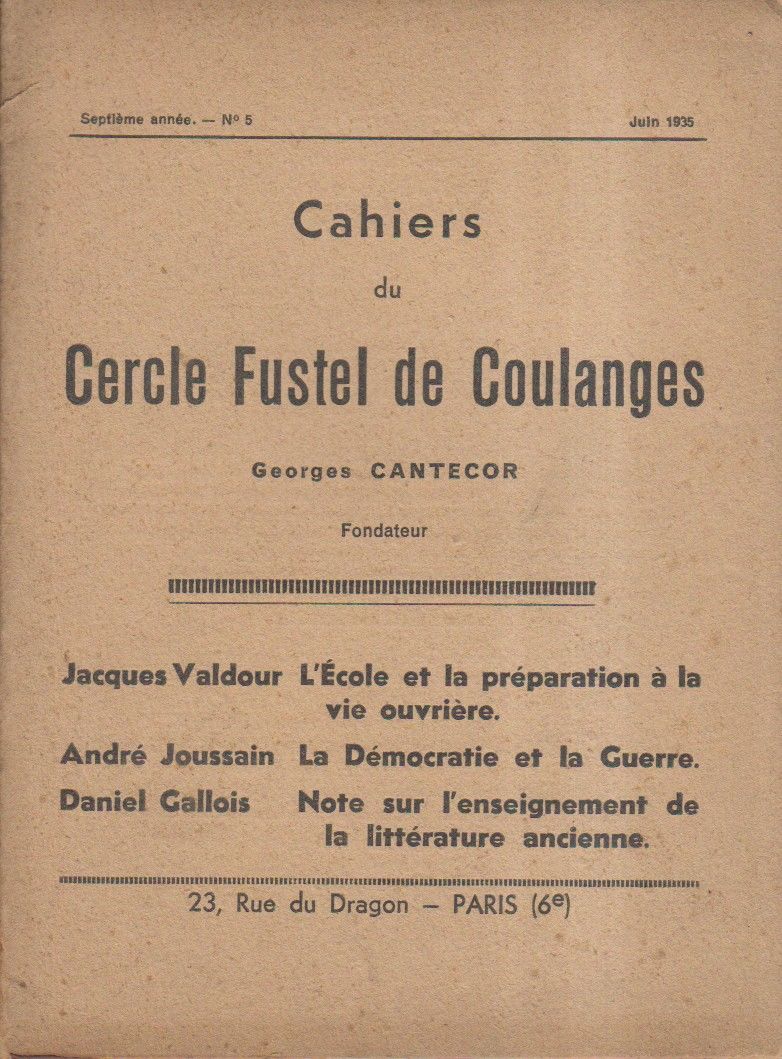 Septième année. — Nº 5 Juin 1935
Cahiers
du
Cercle Fustel de Coulanges
Georges CANTECOR
Fondateur
Jacques Valdour L'École et la préparation à la
vie ouvrière.
André Joussain La Démocratie et la Guerre.
Daniel Gallois Note sur l'enseignement de
la littérature ancienne.
23, Rue du Dragon – PARIS (6e)